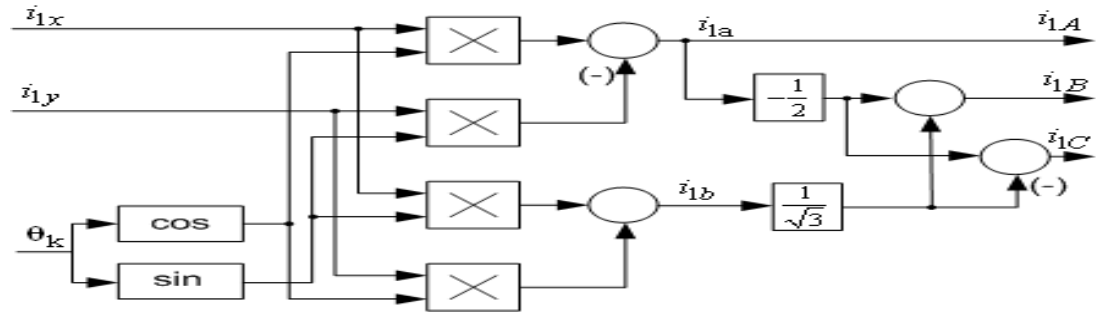 i1x
i1a
i1A
(-)
i1y
-1/2
i1B
i1C
(-)
i1b
1/√3
θk
cos
sin